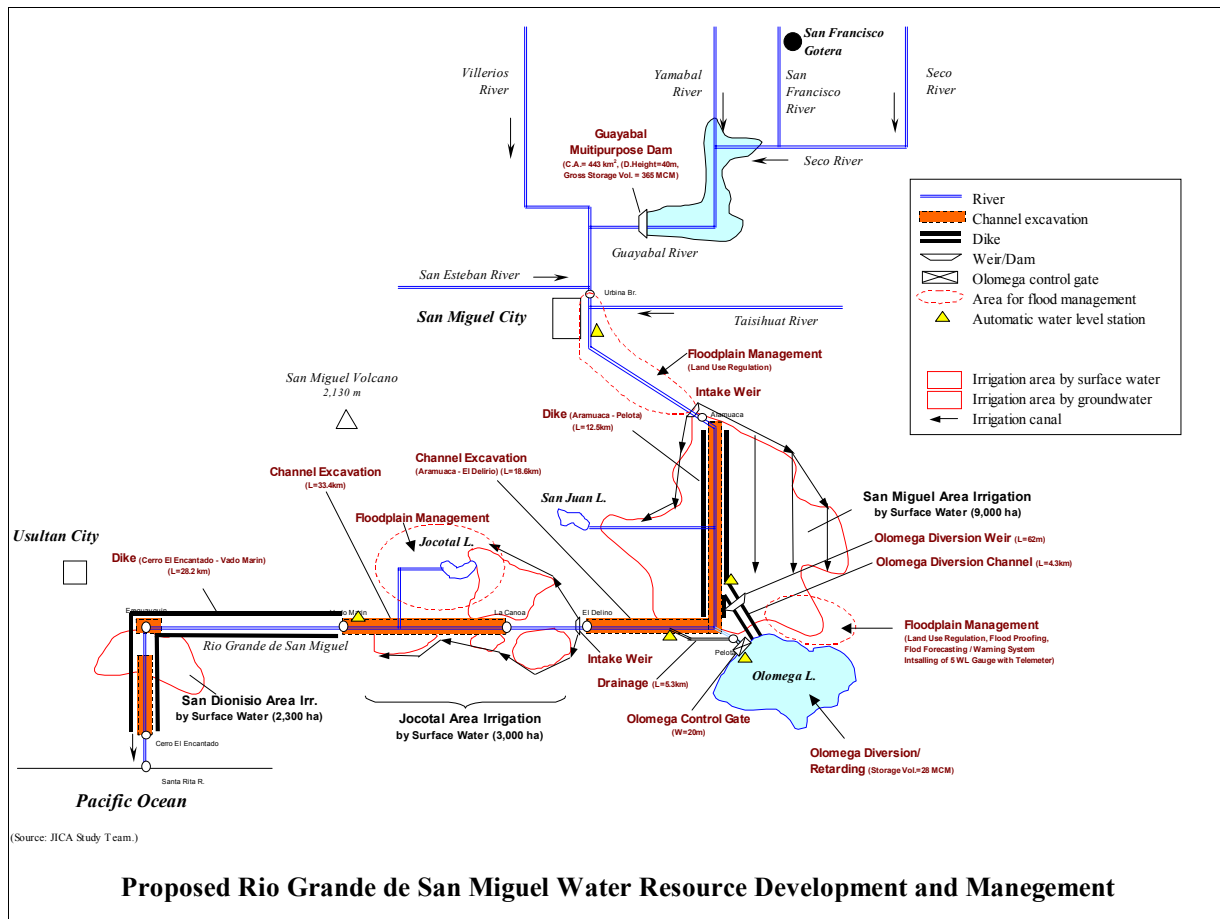 San Francisco
Gotera
Villerios
River
Yamabal
River
San
Francisco
River
Seco
River
Guayabal
Multipurpose Dam
(C.A.= 443 km², (D.Height=40m,
Gross Storage Vol. = 365 MCM)
Seco River
Guayabal River
River
Channel excavation
Dike
Weir/Dam
Olomega control gate
Area for flood management
Automatic water level station
Irrigation area by surface water
Irrigation area by groundwater
Irrigation canal
San Esteban River
Urbina Br.
San Miguel City
Taisihuat River
Floodplain Management
(Land Use Regulation)
San Miguel Volcano
2,130 m
Intake Weir
Aramuaca
Dike (Aramuaca - Pelota)
(L=12.5km)
Channel Excavation
(Aramuaca - El Delirio) (L=18.6km)
Channel Excavation
(L=33.4km)
San Juan L.
San Miguel Area Irrigation
by Surface Water (9,000 ha)
Floodplain Management
Jocotal L.
Usultan City
Olomega Diversion Weir (L=62m)
Dike (Cerro El Encantado - Vado Marin)
(L=28.2 km)
Olomega Diversion Channel (L=4.3km)
La Canoa
El Delino
Rio Grande de San Miguel
Intake Weir
Pelota
Floodplain Management
(Land Use Regulation, Flood Proofing,
Flod Forecasting / Warning System
Intsalling of 5 WL Gauge with Telemeter)
Drainage (L=5.3km)
Olomega L.
San Dionisio Area Irr.
by Surface Water (2,300 ha)
Jocotal Area Irrigation
by Surface Water (3,000 ha)
Olomega Control Gate
(W=20m)
Cerro El Encantado
Olomega Diversion/
Retarding (Storage Vol.=28 MCM)
Santa Rita R.
Pacific Ocean
(Source: JICA Study Team.)
Proposed Rio Grande de San Miguel Water Resource Development and Manegement